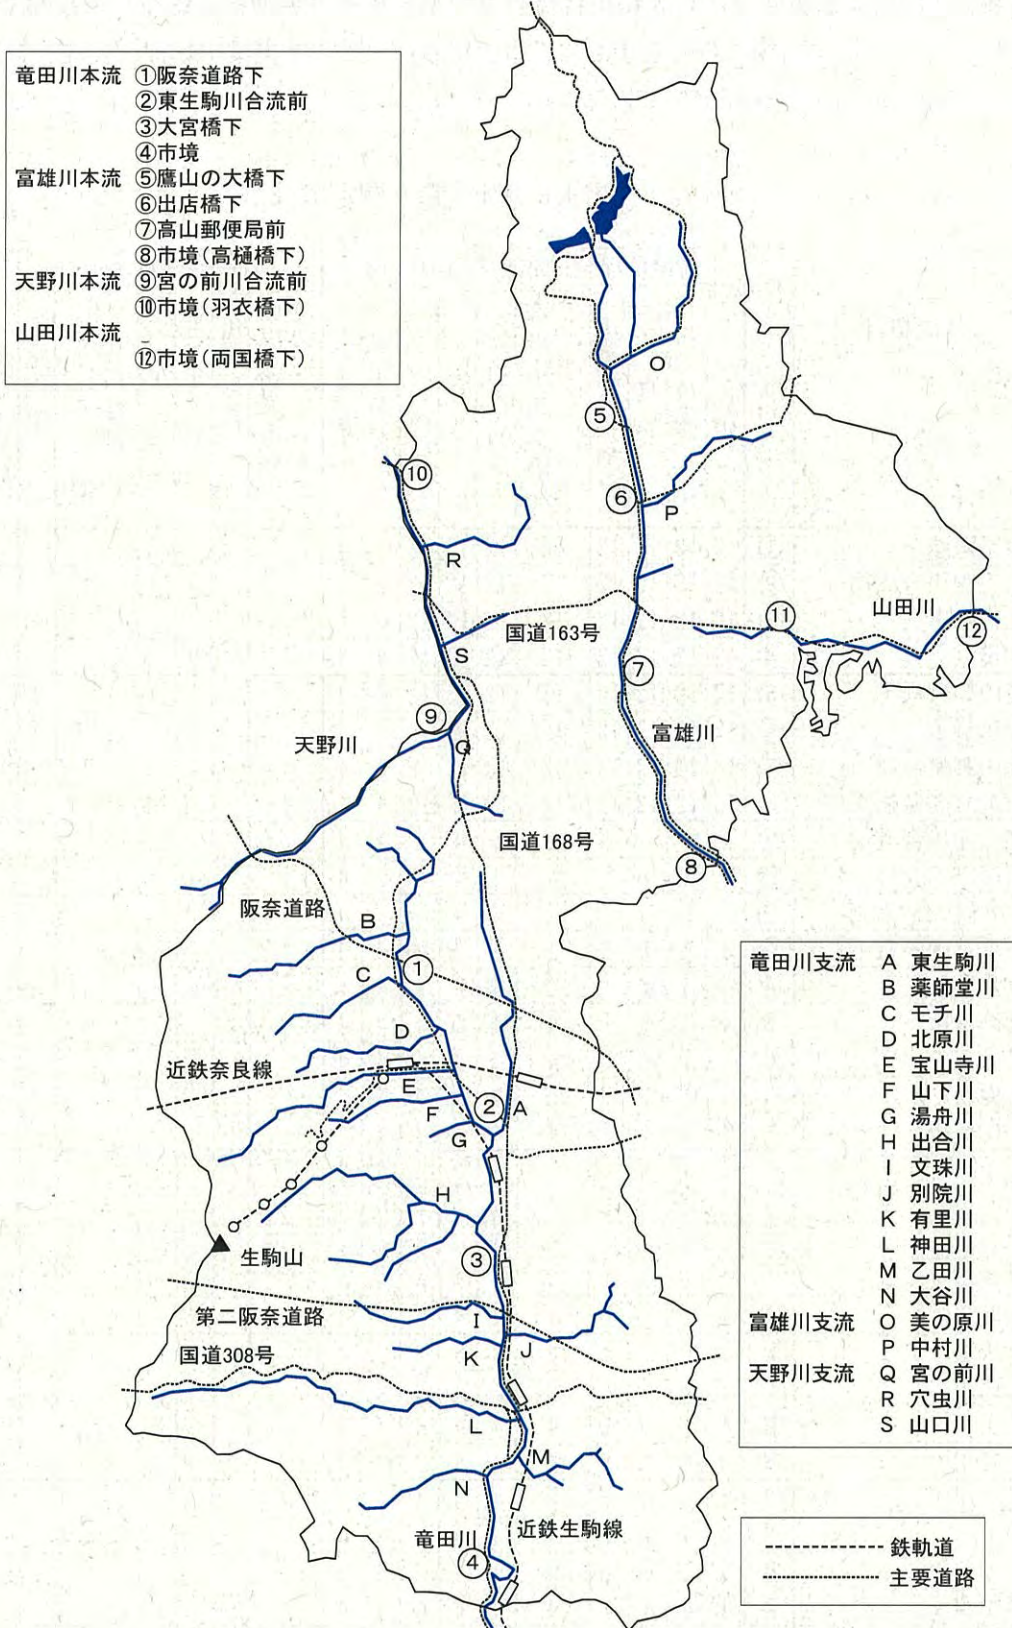 竜田川本流 ①阪奈道路下
②東生駒川合流前
③大宮橋下
④市境
富雄川本流 ⑤鷹山の大橋下
⑥出店橋下
⑦高山郵便局前
⑧市境(高樋橋下)
天野川本流 ⑨宮の前川合流前
⑩市境(羽衣橋下)
山田川本流 -
⑫市境(両国橋下)
O
⑤
⑩
⑥
P
R
山田川
国道163号
⑪
⑫
S
⑦
⑨
富雄川
天野川
Q
国道168号
⑧
阪奈道路
B
①
C
D
近鉄奈良線
E
②
A
F
G
H
生駒山
③
第二阪奈道路
I
国道308号
K
J
L
M
N
竜田川
近鉄生駒線
④
竜田川支流 A 東生駒川
B 薬師堂川
C モチ川
D 北原川
E 宝山寺川
F 山下川
G 湯舟川
H 出合川
I 文珠川
J 別院川
K 有里川
L 神田川
M 乙田川
N 大谷川
富雄川支流 O 美の原川
P 中村川
天野川支流 Q 宮の前川
R 穴虫川
S 山口川
鉄軌道
主要道路